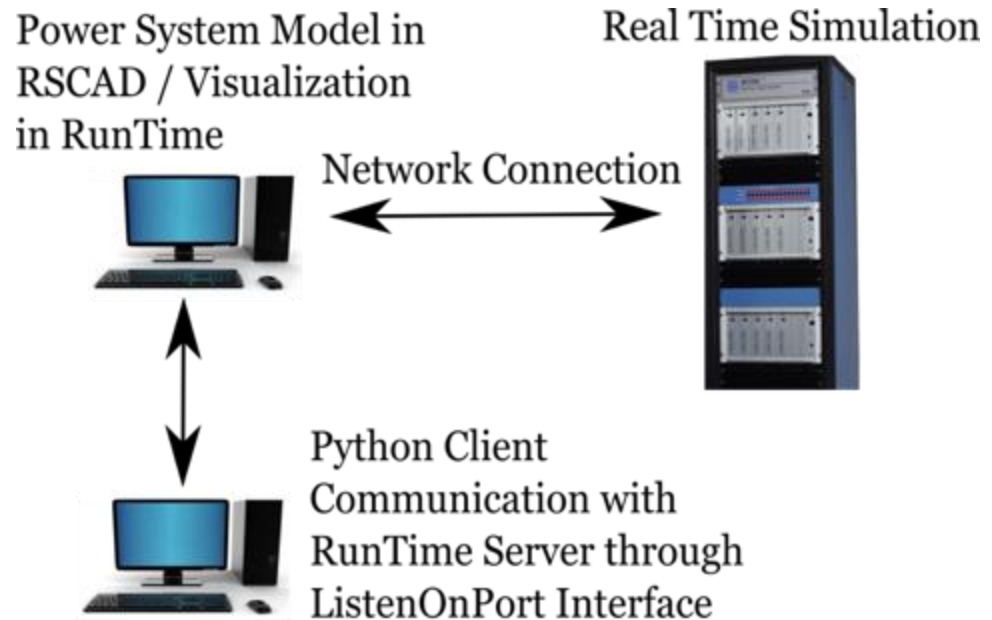 Power System Model in
RSCAD / Visualization
in RunTime
Real Time Simulation
Network Connection
Python Client
Communication with
RunTime Server through
ListenOnPort Interface